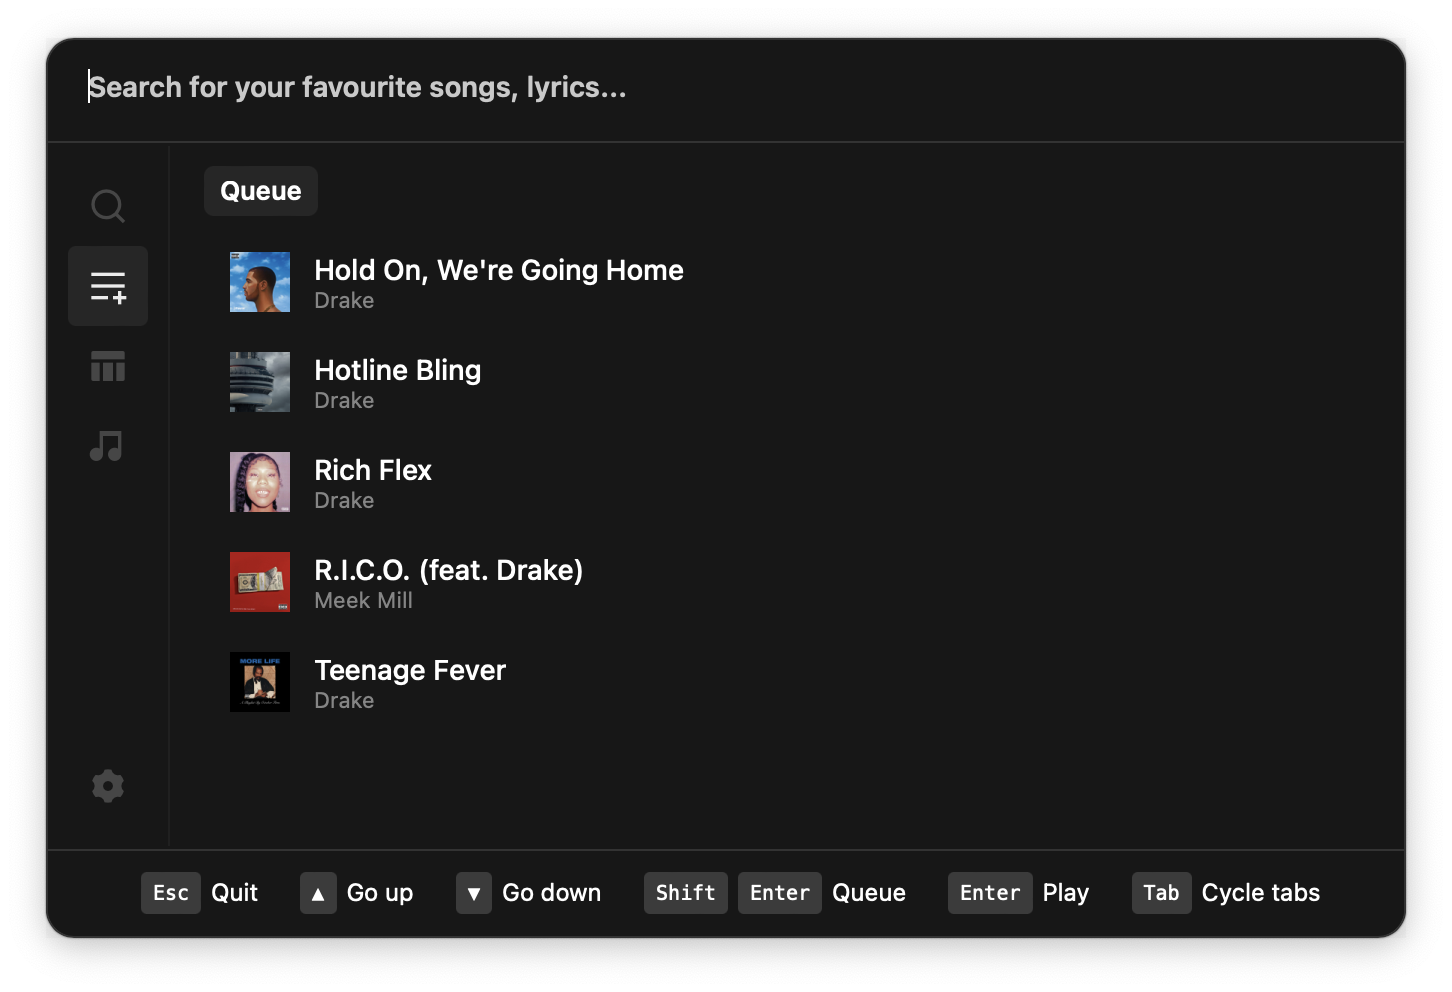 Search for your favourite songs, lyrics...
Queue
Hold On, We're Going Home
Drake
Hotline Bling
Drake
Rich Flex
Drake
R.I.C.O. (feat. Drake)
Meek Mill
MORE LIFE
Teenage Fever
Drake
Esc Quit ▲ Go up ▼ Go down Shift Enter Queue Enter Play Tab Cycle tabs